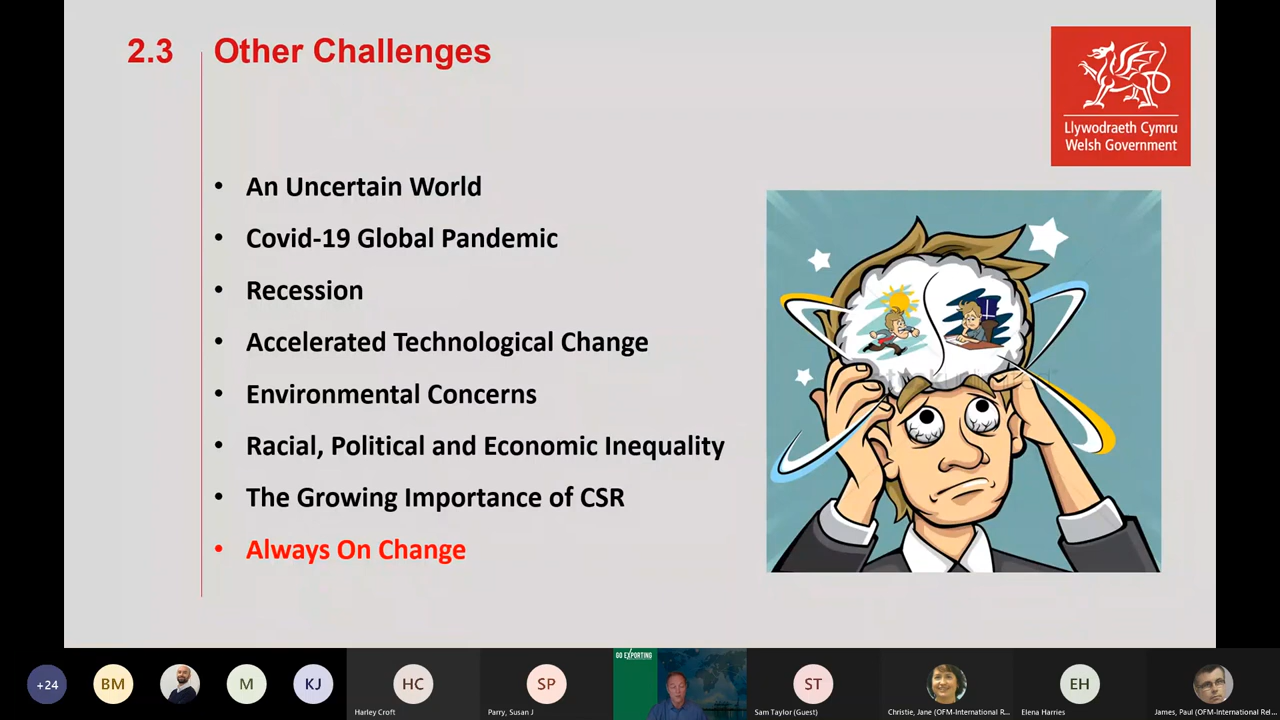 2.3 Other Challenges
Llywodraeth Cymru
Welsh Government
• An Uncertain World
• Covid-19 Global Pandemic
• Recession
• Accelerated Technological Change
• Environmental Concerns
• Racial, Political and Economic Inequality
• The Growing Importance of CSR
• Always On Change
GO EXPORTING
+24
BM
M
KJ
HC
SP
ST
EH
Harley Croft
Parry, Susan J
Sam Taylor (Guest)
Christie, Jane (OFM-International R...
Elena Harries
James, Paul (OFM-International Rel...